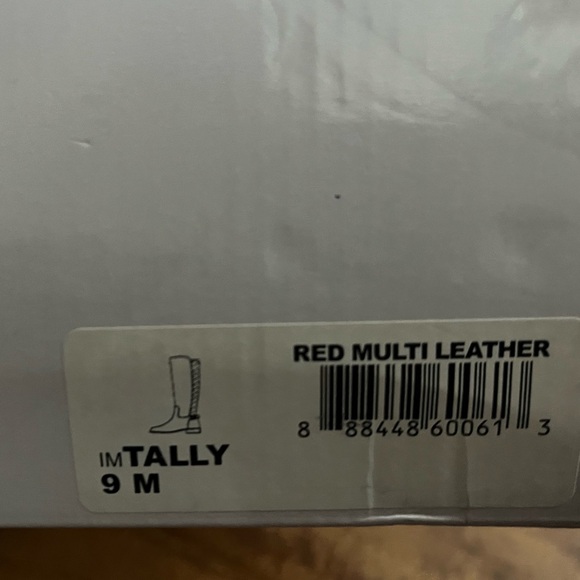 RED MULTI LEATHER
8 88448 60061 3
IMTALLY
9 M